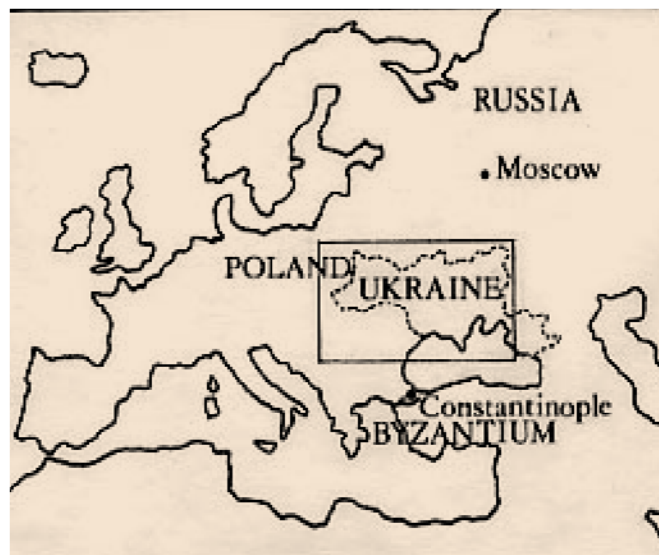 RUSSIA
Moscow
POLAND
UKRAINE
Constantinople
BYZANTIUM